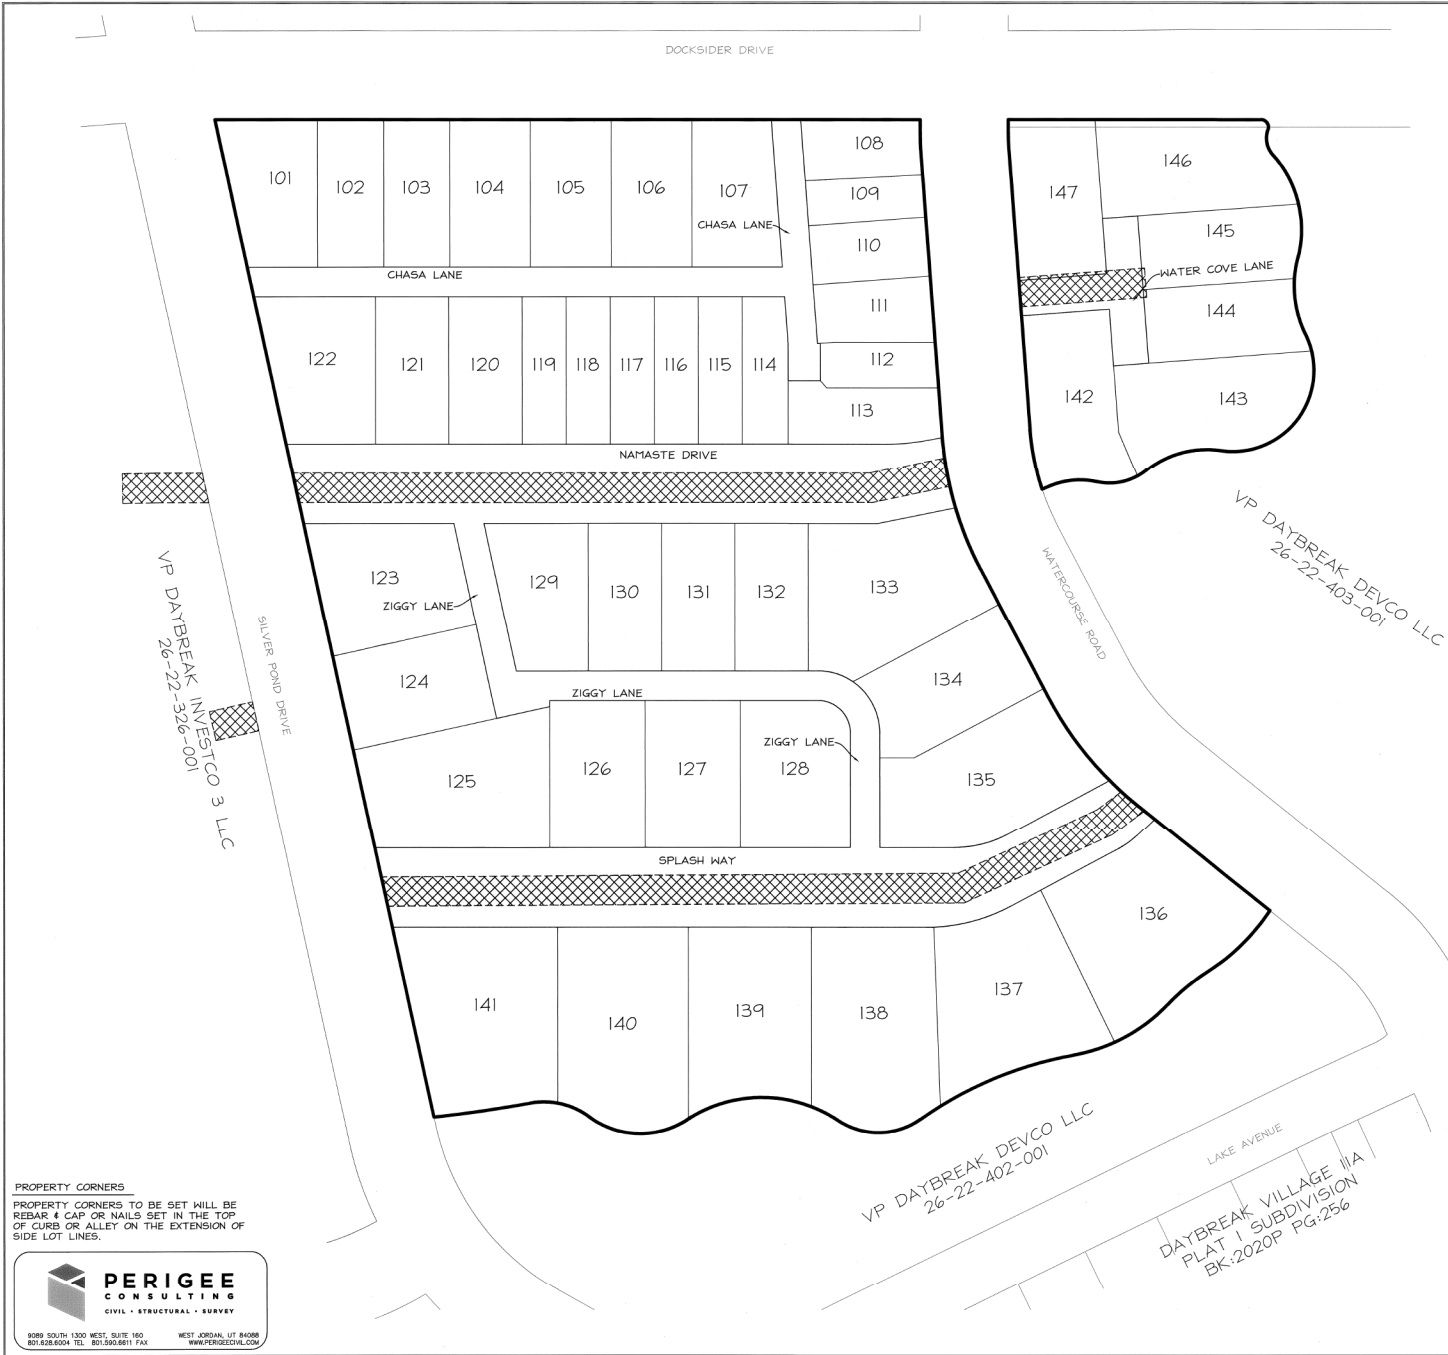 DOCKSIDER DRIVE
101
102
103
104
105
106
107
108
109
110
111
112
113
CHASA LANE
CHASA LANE
147
146
145
WATER COVE LANE
144
142
143
122
121
120
119
118
117
116
115
114
NAMASTE DRIVE
123
ZIGGY LANE
124
125
129
130
131
132
133
134
ZIGGY LANE
126
127
128
ZIGGY LANE
135
SPLASH WAY
136
137
138
139
140
141
WATERCOURSE ROAD
VP DAYBREAK DEVCO LLC
26-22-403-001
VP DAYBREAK INVESTCO 3 LLC
26-22-326-001
SILVER POND DRIVE
VP DAYBREAK DEVCO LLC
26-22-402-001
LAKE AVENUE
DAYBREAK VILLAGE 11A
PLAT 1 SUBDIVISION
BK:2020P PG:256
PROPERTY CORNERS
PROPERTY CORNERS TO BE SET WILL BE
REBAR & CAP OR NAILS SET IN THE TOP
OF CURB OR ALLEY ON THE EXTENSION OF
SIDE LOT LINES.
PERIGEE
CONSULTING
CIVIL • STRUCTURAL • SURVEY
9089 SOUTH 1300 WEST, SUITE 160 WEST JORDAN, UT 84088
801.628.6004 TEL 801.590.6611 FAX WWW.PERIGEECIVIL.COM